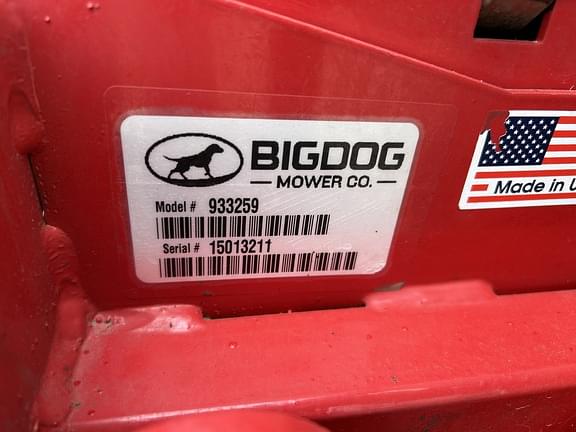 BIGDOG
— MOWER CO. —
Model # 933259
Serial # 15013211
Made in